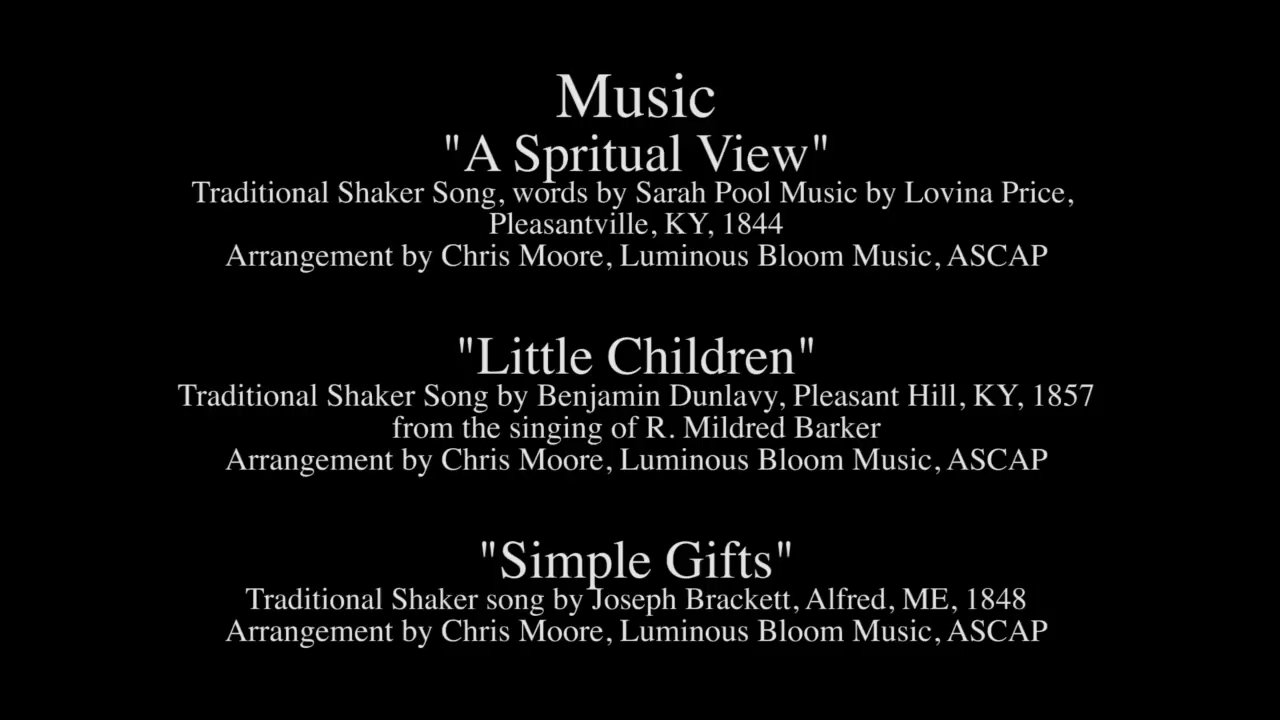 Music
"A Spritual View"
Traditional Shaker Song, words by Sarah Pool Music by Lovina Price,
Pleasantville, KY, 1844
Arrangement by Chris Moore, Luminous Bloom Music, ASCAP
"Little Children"
Traditional Shaker Song by Benjamin Dunlavy, Pleasant Hill, KY, 1857
from the singing of R. Mildred Barker
Arrangement by Chris Moore, Luminous Bloom Music, ASCAP
"Simple Gifts"
Traditional Shaker song by Joseph Brackett, Alfred, ME, 1848
Arrangement by Chris Moore, Luminous Bloom Music, ASCAP